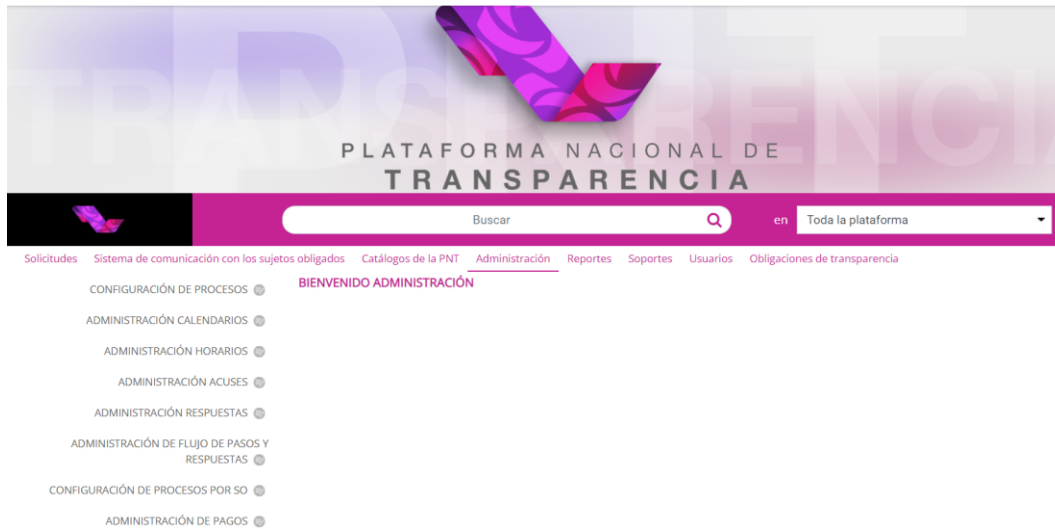 PNT
TRANSPARENCIA
PLATAFORMA NACIONAL DE
TRANSPARENCIA
Buscar
en
Toda la plataforma
Solicitudes Sistema de comunicación con los sujetos obligados Catálogos de la PNT Administración Reportes Soportes Usuarios Obligaciones de transparencia
CONFIGURACIÓN DE PROCESOS
BIENVENIDO ADMINISTRACIÓN
ADMINISTRACIÓN CALENDARIOS
ADMINISTRACIÓN HORARIOS
ADMINISTRACIÓN ACUSES
ADMINISTRACIÓN RESPUESTAS
ADMINISTRACIÓN DE FLUJO DE PASOS Y
RESPUESTAS
CONFIGURACIÓN DE PROCESOS POR SO
ADMINISTRACIÓN DE PAGOS